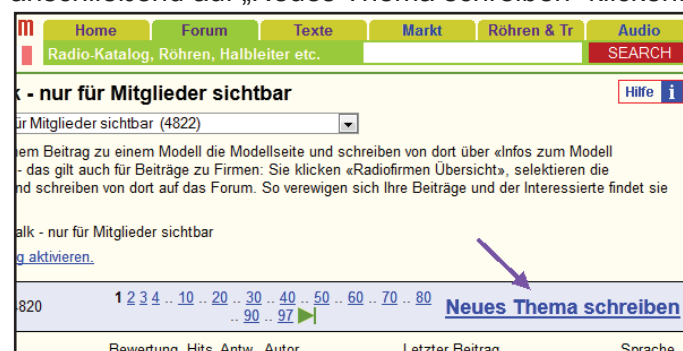 anschließend auf „Neues Thema schreiben" klicken.
m Home Forum Texte Markt Röhren & Tr Audio
Radio-Katalog, Röhren, Halbleiter etc. SEARCH
k - nur für Mitglieder sichtbar Hilfe i
ür Mitglieder sichtbar (4822)
nem Beitrag zu einem Modell die Modellseite und schreiben von dort über «Infos zum Modell
- das gilt auch für Beiträge zu Firmen: Sie klicken «Radiofirmen Übersicht», selektieren die
nd schreiben von dort auf das Forum. So verewigen sich Ihre Beiträge und der Interessierte findet sie
alk - nur für Mitglieder sichtbar
g aktivieren.
4820 1 2 3 4 .. 10 .. 20 .. 30 .. 40 .. 50 .. 60 .. 70 .. 80 Neues Thema schreiben
.. 90 .. 97
Bewertung Hits Antw. Autor Letzter Beitrag Sprache